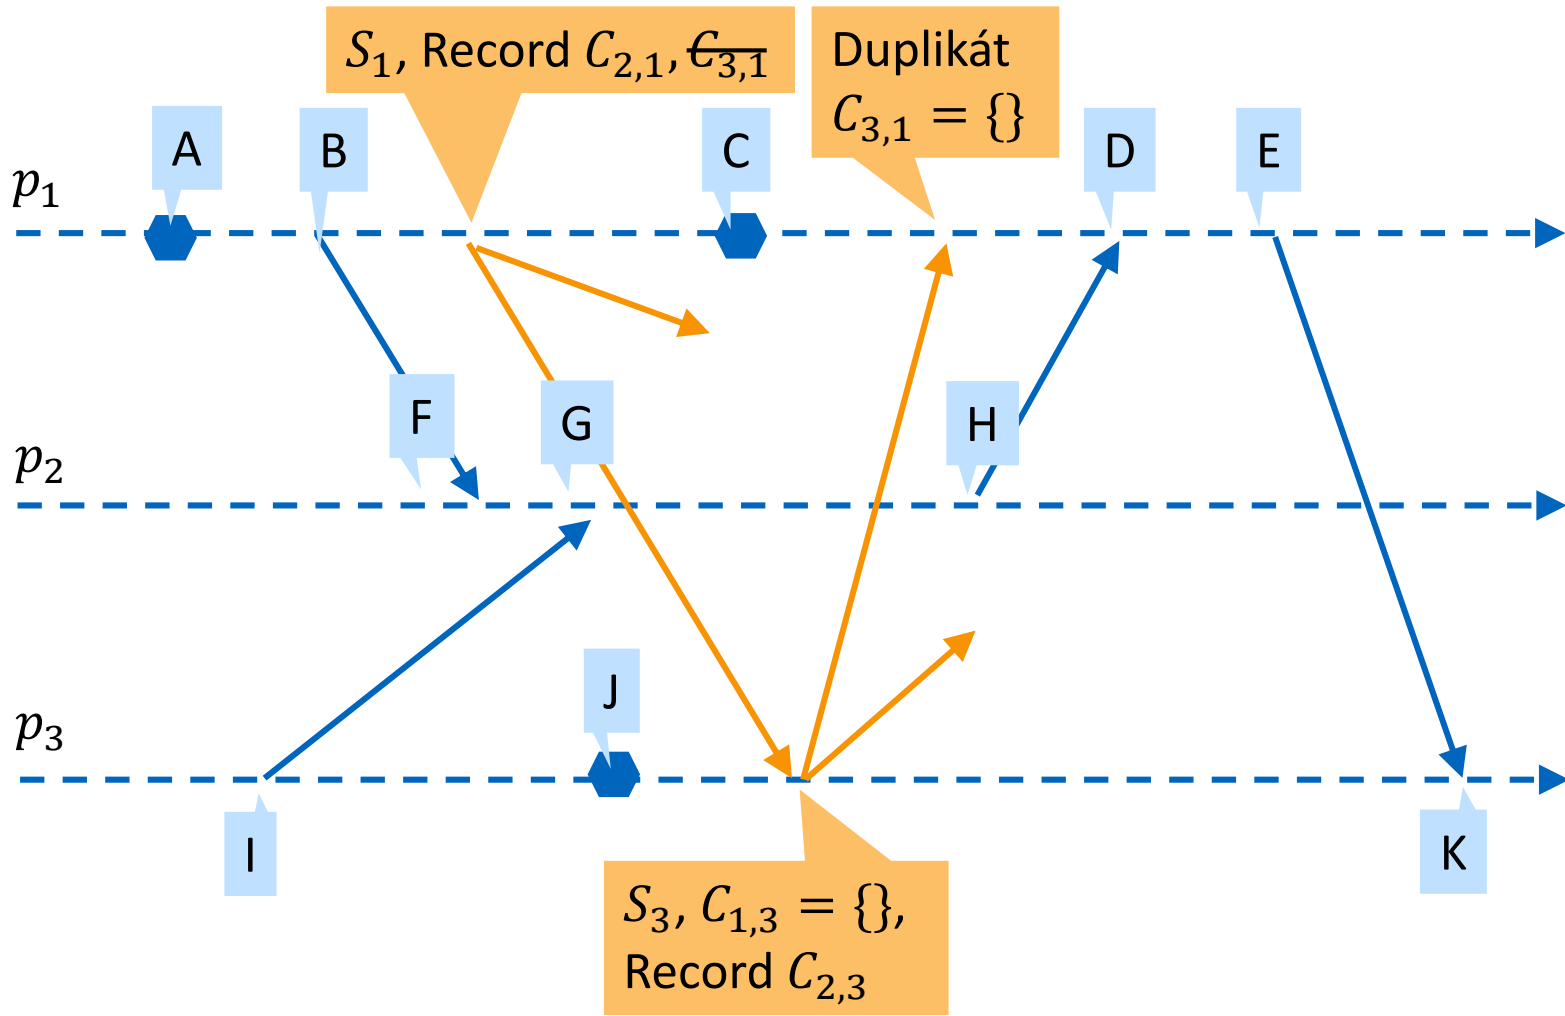 S₁, Record C₂,₁, C₃,₁
Duplikát
C₃,₁ = {}
A
B
C
D
E
p₁
F
G
H
p₂
J
p₃
I
K
S₃, C₁,₃ = {},
Record C₂,₃